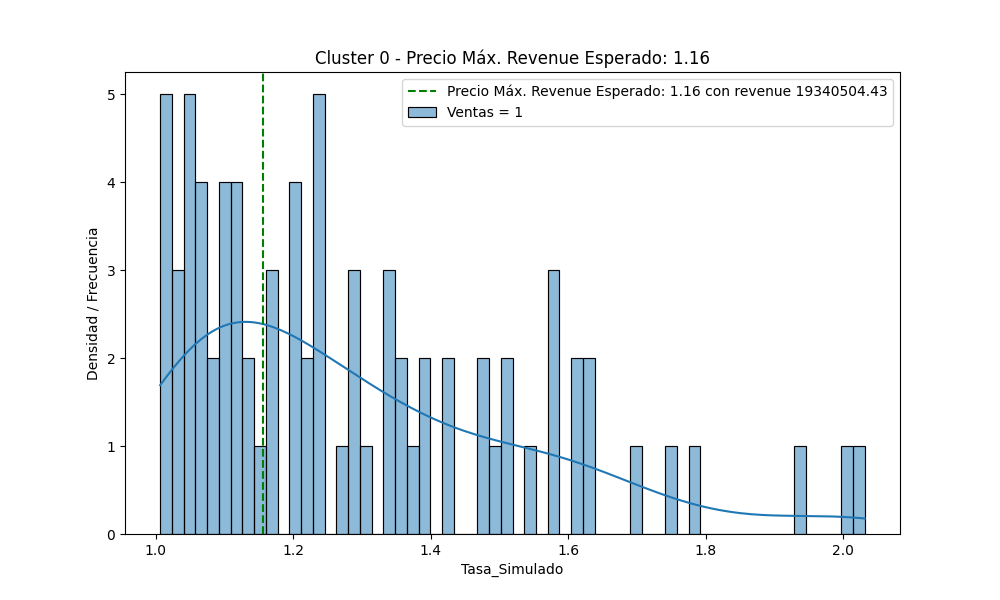 Cluster 0 - Precio Máx. Revenue Esperado: 1.16
Precio Máx. Revenue Esperado: 1.16 con revenue 19340504.43
Ventas = 1
Densidad / Frecuencia
5
4
3
2
1
0
1.0 1.2 1.4 1.6 1.8 2.0
Tasa_Simulado